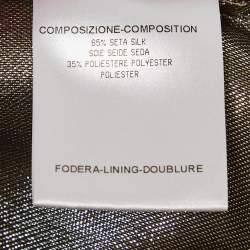 COMPOSIZIONE-COMPOSITION
65% SETA SILK
SOIE SEIDE SEDA
35% POLIESTERE POLYESTER
POLIESTER
FODERA-LINING-DOUBLURE